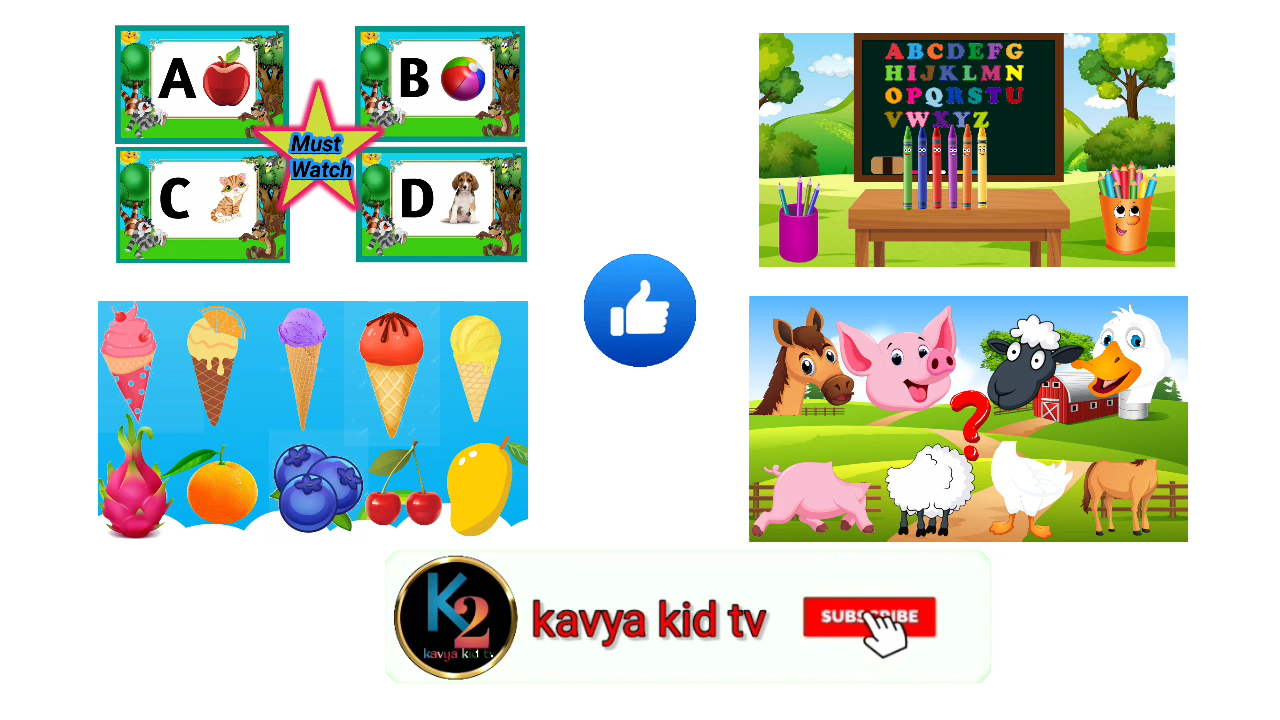 A
B
Must
Watch
C
D
ABCDEFG
HIJKLMN
OPQRSTU
VWXYZ
?
K2
kavya kid tv
kavya kid tv
SUBSCRIBE